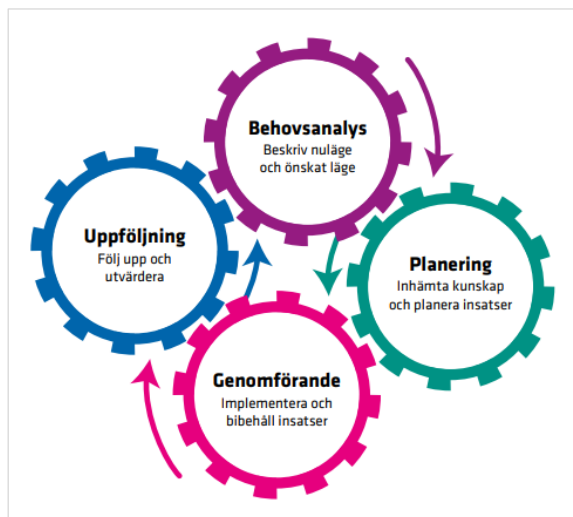 Behovsanalys
Beskriv nuläge
och önskat läge
Uppföljning
Följ upp och
utvärdera
Planering
Inhämta kunskap
och planera insatser
Genomförande
Implementera och
bibehåll insatser